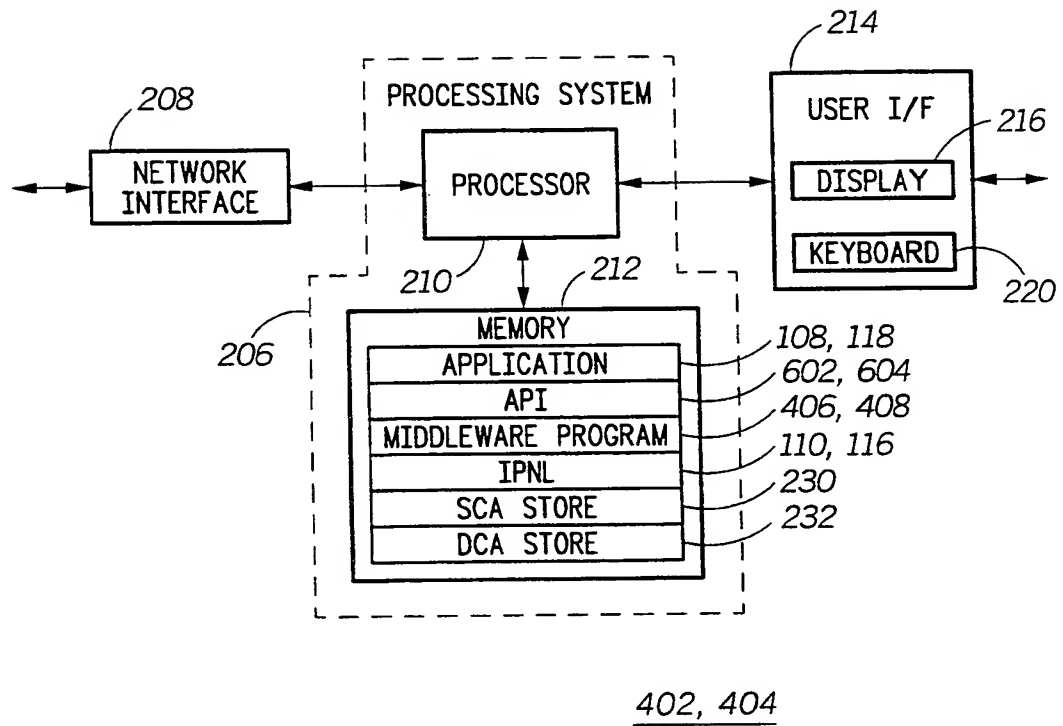 214
PROCESSING SYSTEM
USER I/F
208
216
NETWORK
INTERFACE
PROCESSOR
DISPLAY
KEYBOARD
210
212
220
206
MEMORY
APPLICATION
108, 118
API
602, 604
MIDDLEWARE PROGRAM
406, 408
IPNL
110, 116
SCA STORE
230
DCA STORE
232
402, 404